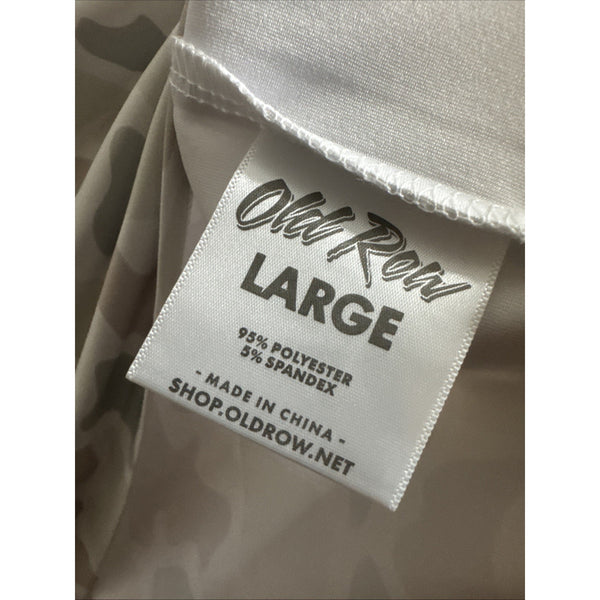 Old Row
LARGE
95% POLYESTER
5% SPANDEX
- MADE IN CHINA -
SHOP.OLDROW.NET